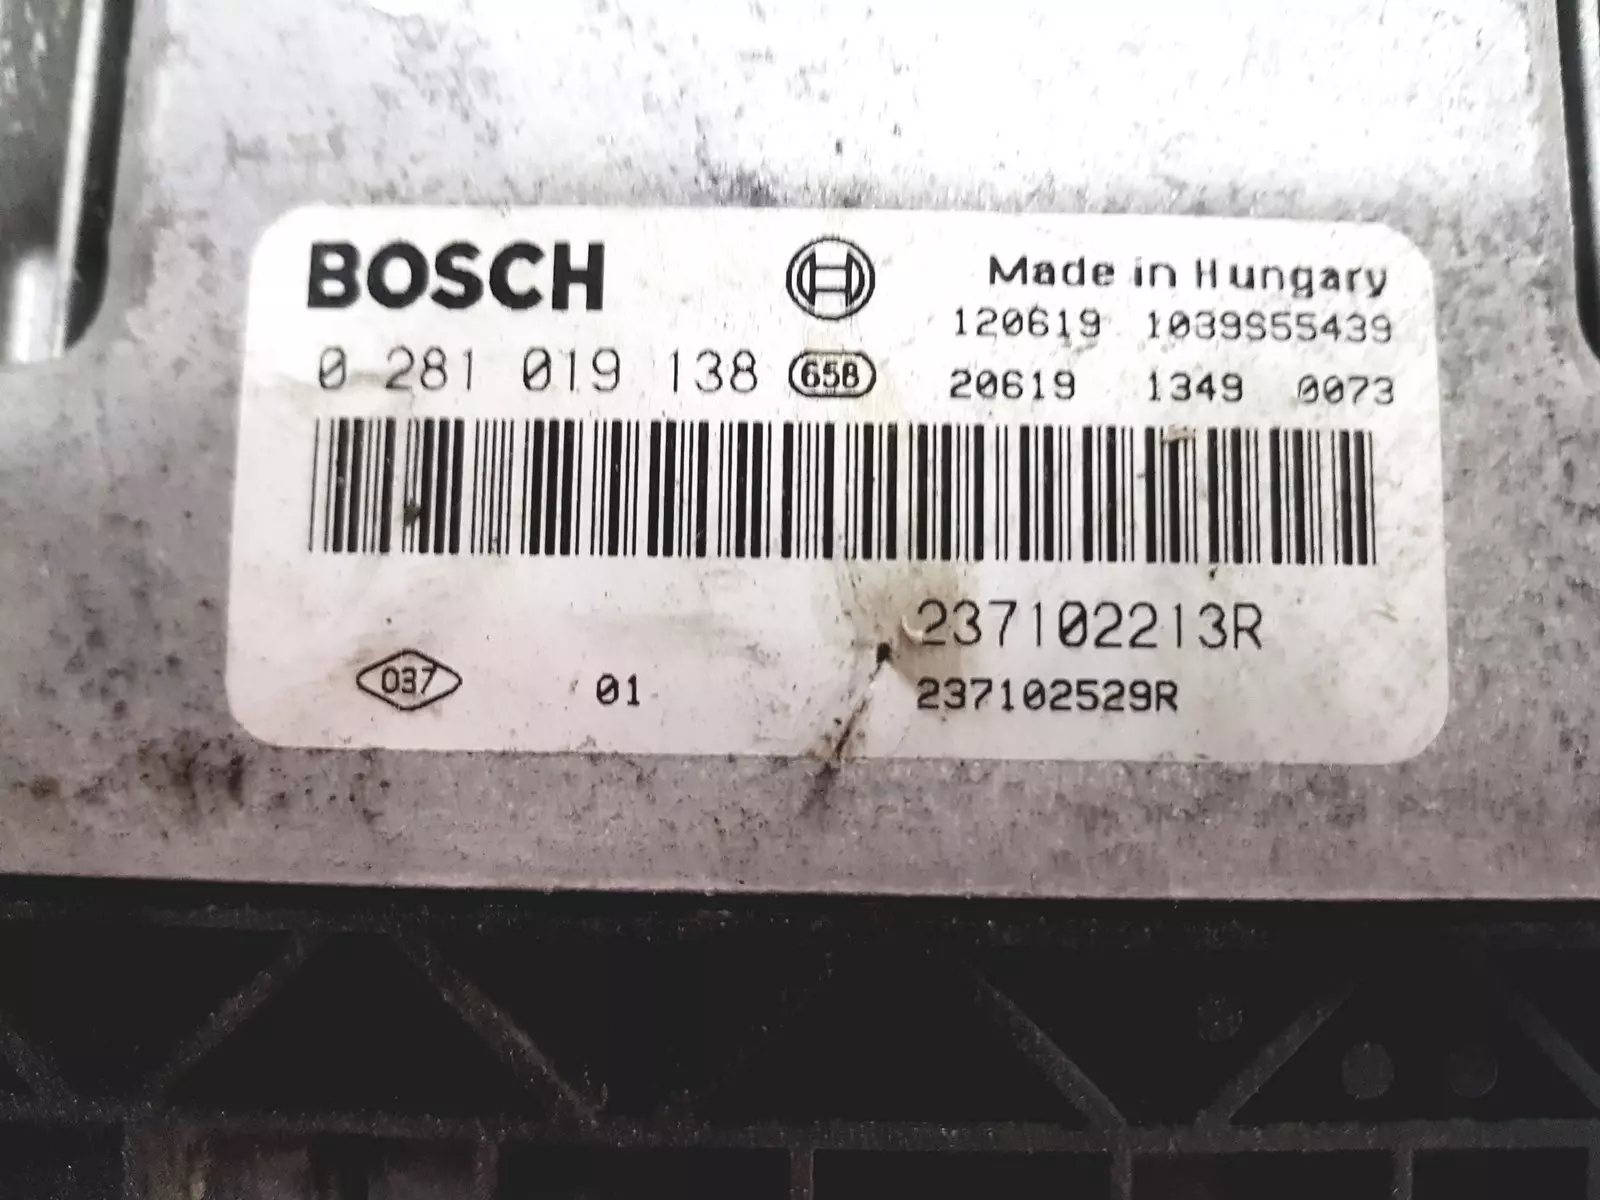 BOSCH
Made in Hungary
120619 1039S55439
0 281 019 138 658 20619 1349 0073
237102213R
037 01 237102529R